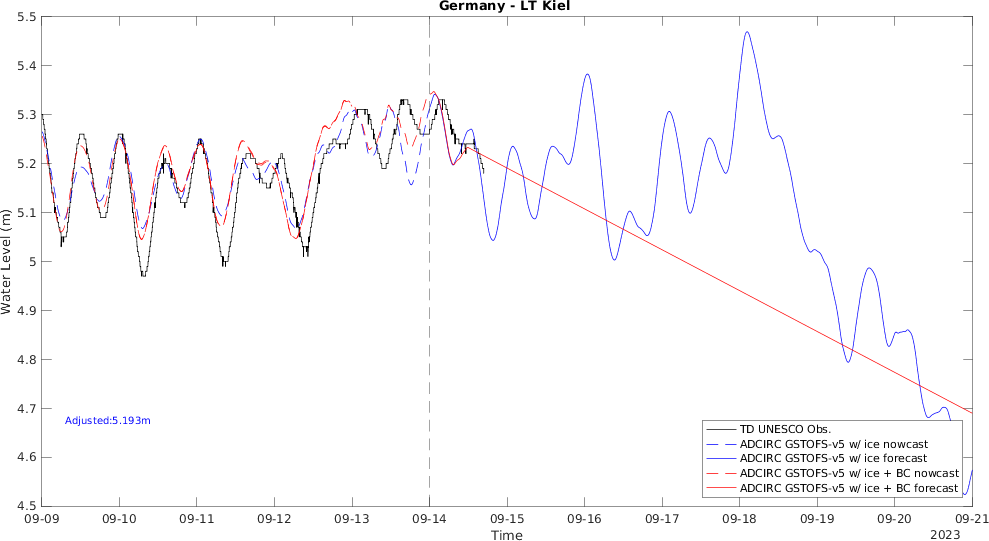 Germany - LT Kiel
5.5
5.4
5.3
5.2
5.1
5
4.9
4.8
4.7
4.6
4.5
Water Level (m)
Adjusted:5.193m
TD UNESCO Obs.
ADCIRC GSTOFS-v5 w/ ice nowcast
ADCIRC GSTOFS-v5 w/ ice forecast
ADCIRC GSTOFS-v5 w/ ice + BC nowcast
ADCIRC GSTOFS-v5 w/ ice + BC forecast
09-09 09-10 09-11 09-12 09-13 09-14 09-15 09-16 09-17 09-18 09-19 09-20 09-21
Time
2023